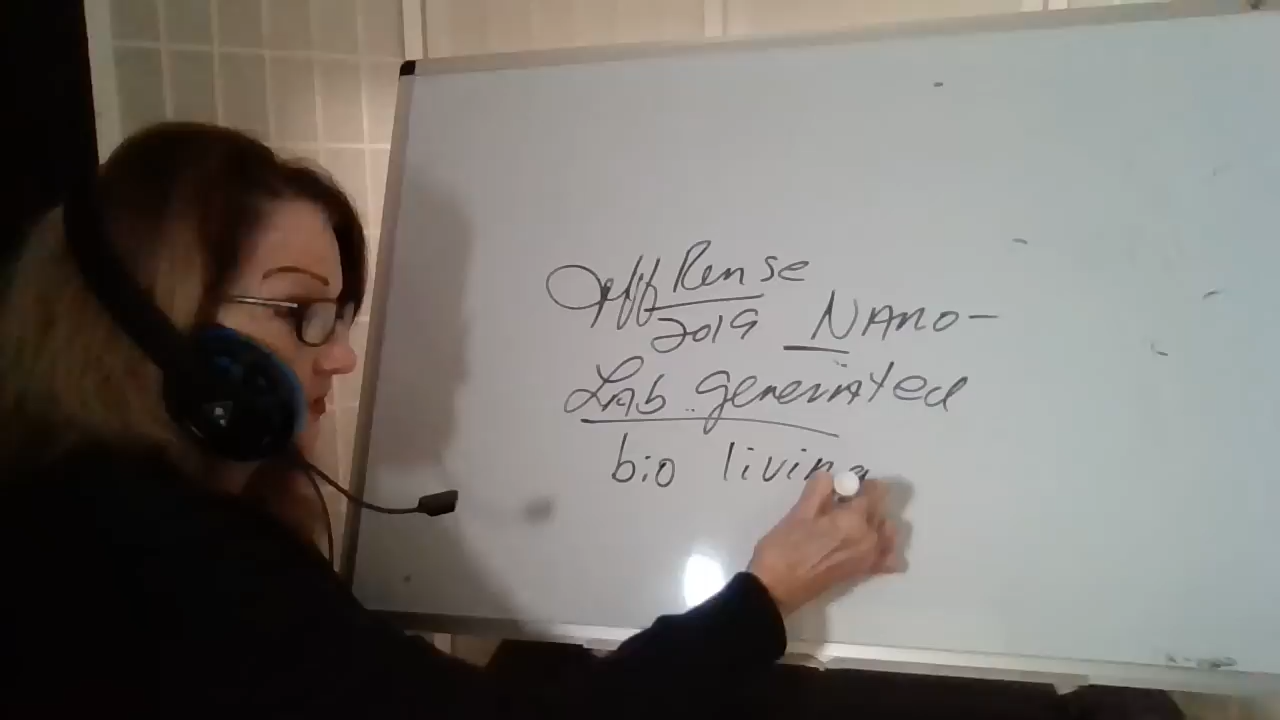 Jeff Rense
2019 NANO-
LAB generated
bio living